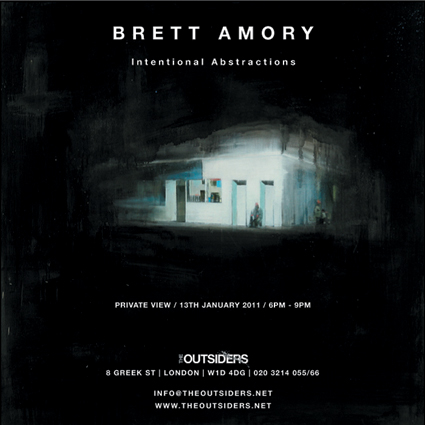 BRETT AMORY
Intentional Abstractions
PRIVATE VIEW / 13TH JANUARY 2011 / 6PM - 9PM
THE OUTSIDERS
8 GREEK ST | LONDON | W1D 4DG | 020 3214 055/66
INFO@THEOUTSIDERS.NET
WWW.THEOUTSIDERS.NET